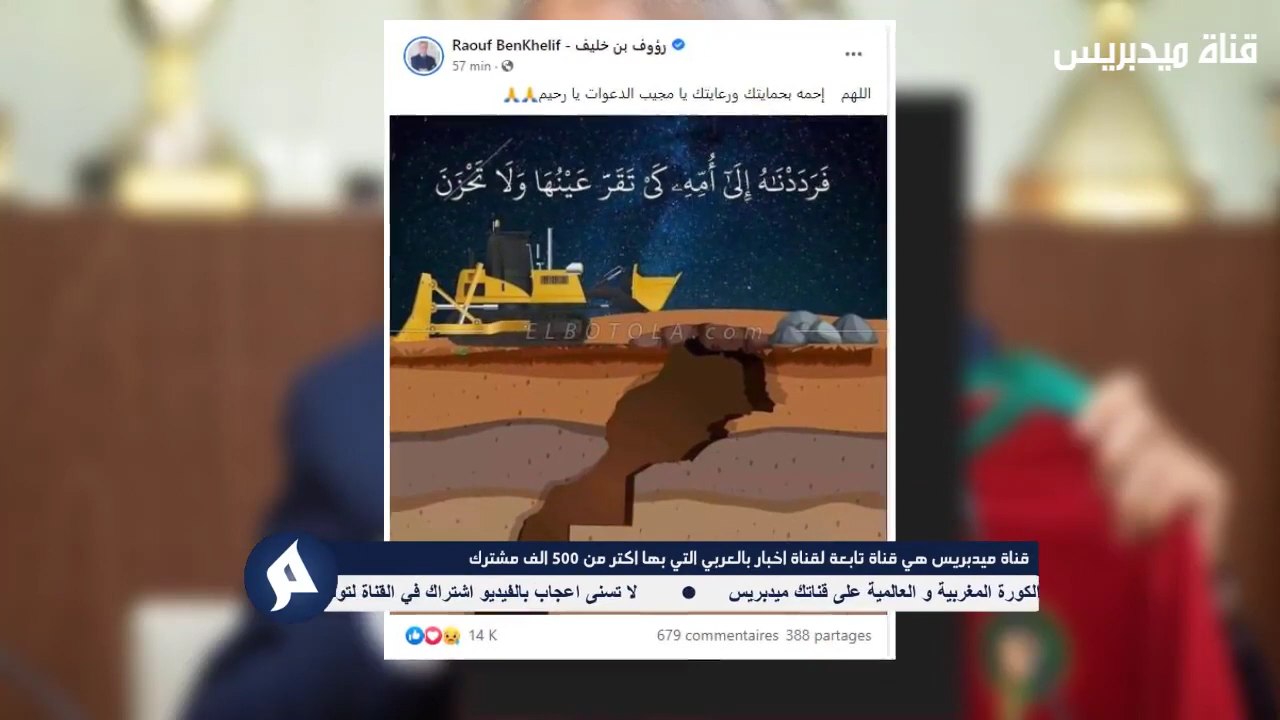 قناة ميدبريس
Raouf BenKhelif - رؤوف بن خليف
57 min
اللهم إحمه بحمايتك ورعايتك يا مجيب الدعوات يا رحيم🙏🙏
فَرَدَدْنَـٰهُ إِلَىٰٓ أُمِّهِۦ كَىْ تَقَرَّ عَيْنُهَا وَلَا تَحْزَنَ
ELBOTOLA.com
قناة ميدبريس هي قناة تابعة لقناة اخبار بالعربي التي بها اكتر من 500 الف مشترك
الكورة المغربية و العالمية على قناتك ميدبريس ● لا تسنى اعجاب بالفيديو اشتراك في القناة
14 K 679 commentaires 388 partages